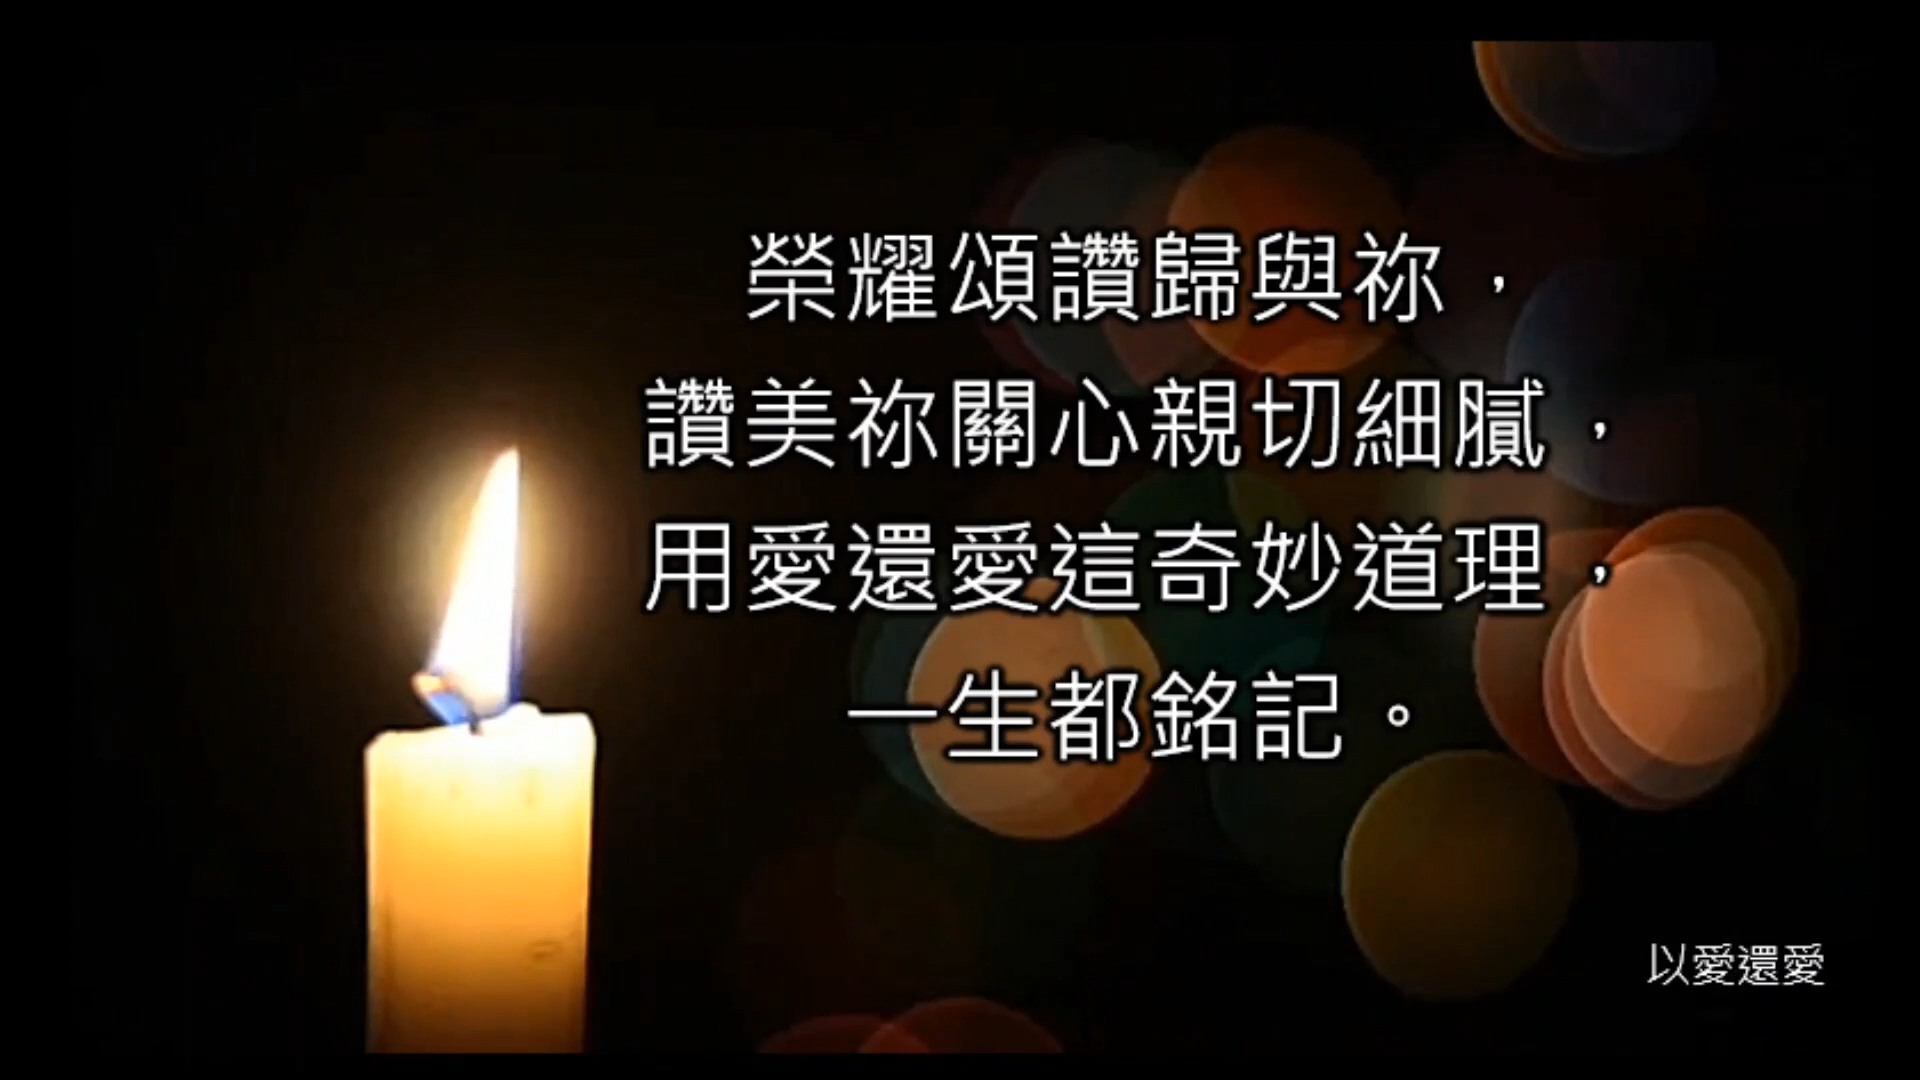 榮耀頌讚歸與祢，
讚美祢關心親切細膩，
用愛還愛這奇妙道理，
一生都銘記。
以愛還愛